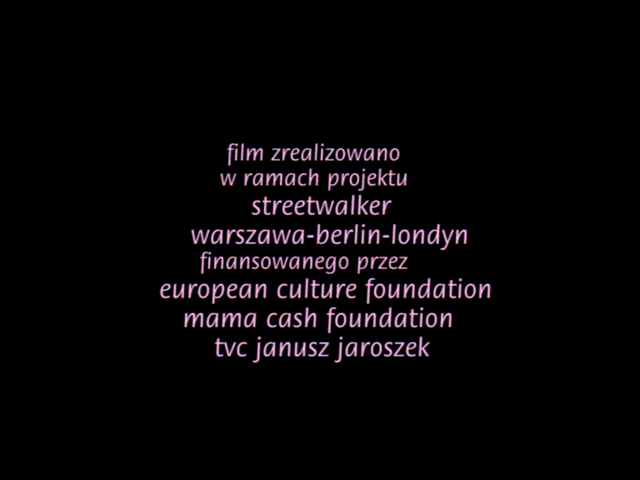 film zrealizowano
w ramach projektu
streetwalker
warszawa-berlin-londyn
finansowanego przez
european culture foundation
mama cash foundation
tvc janusz jaroszek